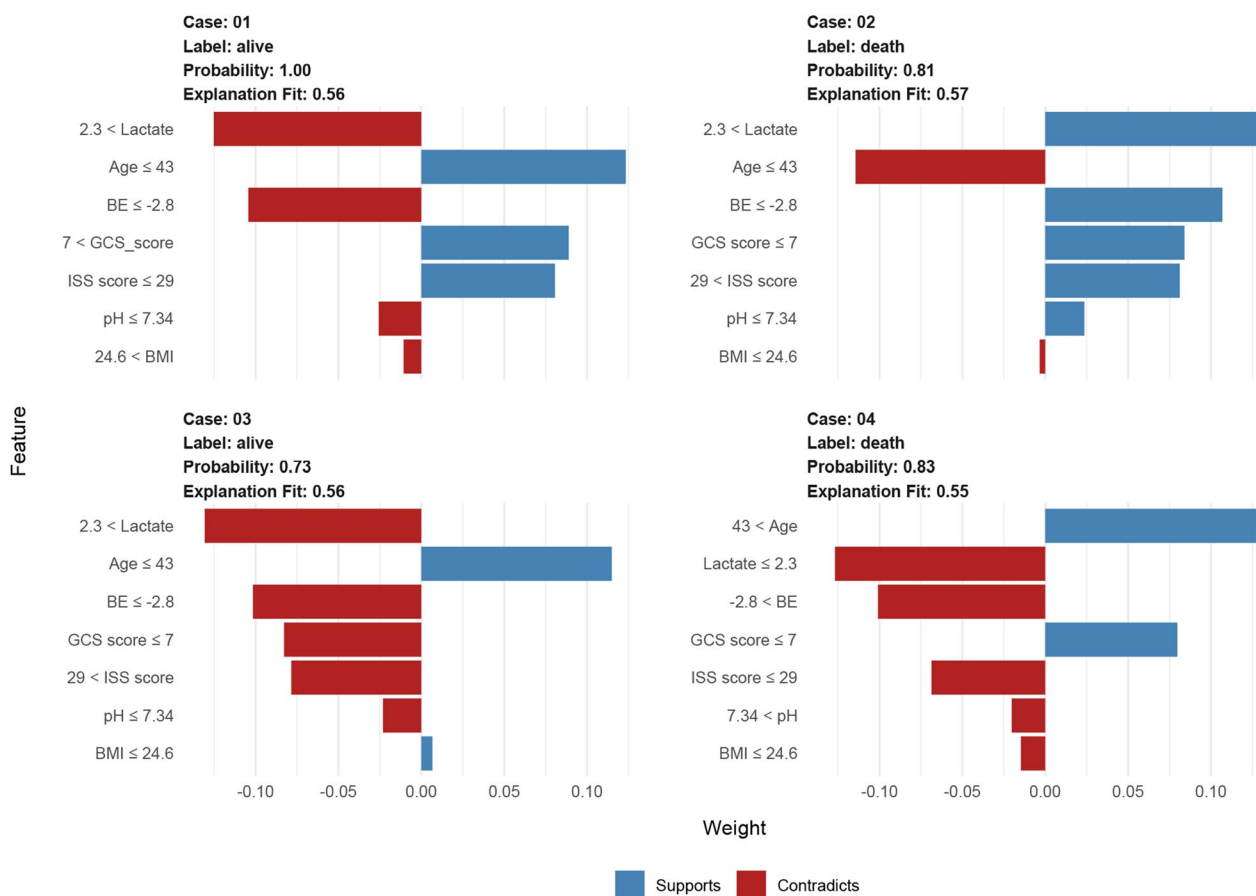 Case: 01
Label: alive
Probability: 1.00
Explanation Fit: 0.56
2.3 < Lactate
Age ≤ 43
BE ≤ -2.8
7 < GCS_score
ISS score ≤ 29
pH ≤ 7.34
24.6 < BMI
Case: 02
Label: death
Probability: 0.81
Explanation Fit: 0.57
2.3 < Lactate
Age ≤ 43
BE ≤ -2.8
GCS score ≤ 7
29 < ISS score
pH ≤ 7.34
BMI ≤ 24.6
Feature
Case: 03
Label: alive
Probability: 0.73
Explanation Fit: 0.56
2.3 < Lactate
Age ≤ 43
BE ≤ -2.8
GCS score ≤ 7
29 < ISS score
pH ≤ 7.34
BMI ≤ 24.6
-0.10 -0.05 0.00 0.05 0.10
Case: 04
Label: death
Probability: 0.83
Explanation Fit: 0.55
43 < Age
Lactate ≤ 2.3
-2.8 < BE
GCS score ≤ 7
ISS score ≤ 29
7.34 < pH
BMI ≤ 24.6
-0.10 -0.05 0.00 0.05 0.10
Weight
Supports Contradicts